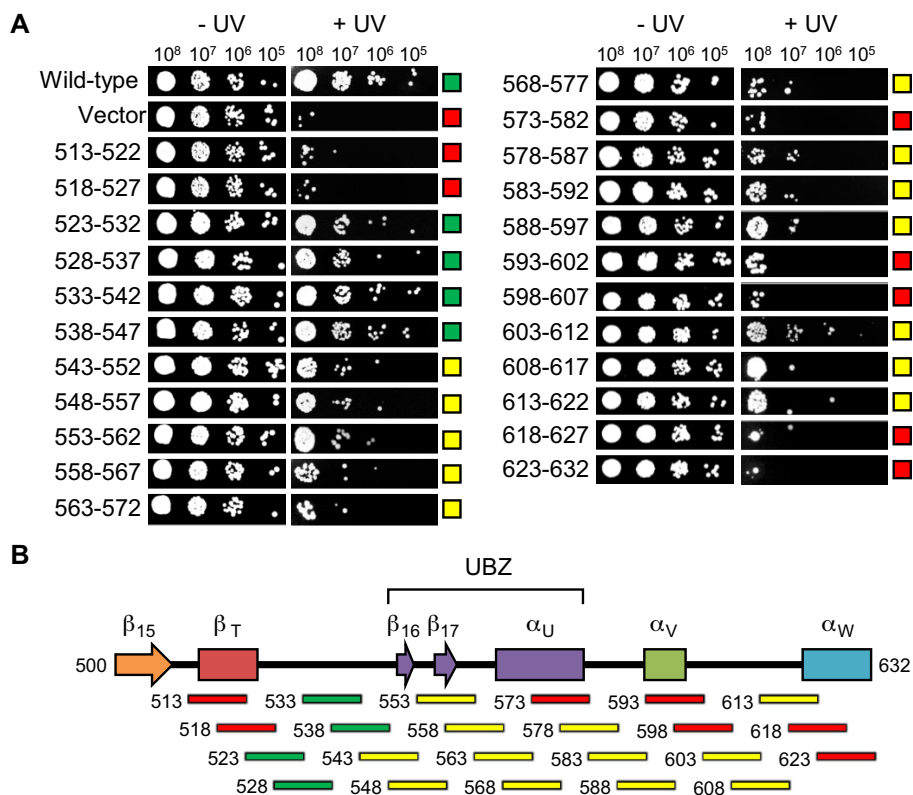 A
- UV + UV
10⁸ 10⁷ 10⁶ 10⁵ 10⁸ 10⁷ 10⁶ 10⁵
Wild-type
Vector
513-522
518-527
523-532
528-537
533-542
538-547
543-552
548-557
553-562
558-567
563-572
- UV + UV
10⁸ 10⁷ 10⁶ 10⁵ 10⁸ 10⁷ 10⁶ 10⁵
568-577
573-582
578-587
583-592
588-597
593-602
598-607
603-612
608-617
613-622
618-627
623-632
B
UBZ
β₁₅ β_T β₁₆ β₁₇ α_U α_V α_W
500 632
513 533 553 573 593 613
518 538 558 578 598 618
523 543 563 583 603 623
528 548 568 588 608